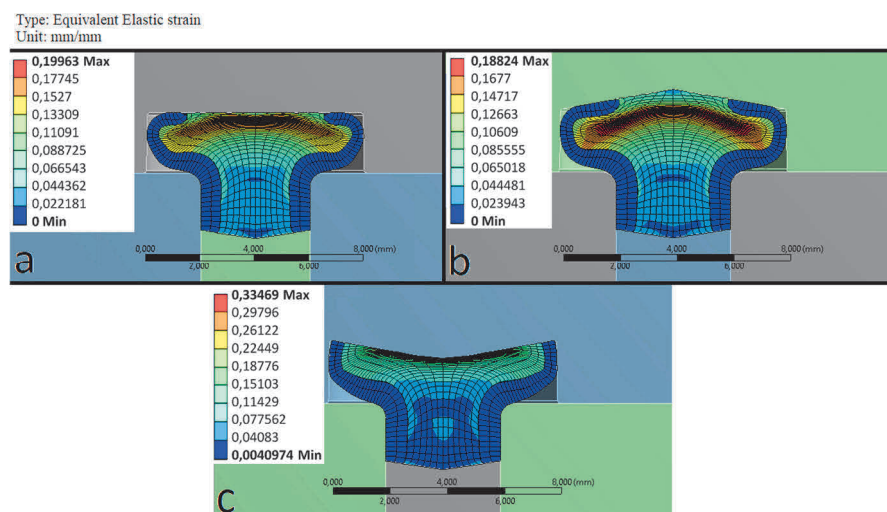 Type: Equivalent Elastic strain
Unit: mm/mm
0,19963 Max
0,17745
0,1527
0,13309
0,11091
0,088725
0,066543
0,044362
0,022181
0 Min
0,000
4,000
8,000 (mm)
2,000
6,000
a
0,18824 Max
0,1677
0,14717
0,12663
0,10609
0,085555
0,065018
0,044481
0,023943
0 Min
0,000
4,000
8,000 (mm)
2,000
6,000
b
0,33469 Max
0,29796
0,26122
0,22449
0,18776
0,15103
0,11429
0,077562
0,04083
0,0040974 Min
0,000
4,000
8,000 (mm)
2,000
6,000
c